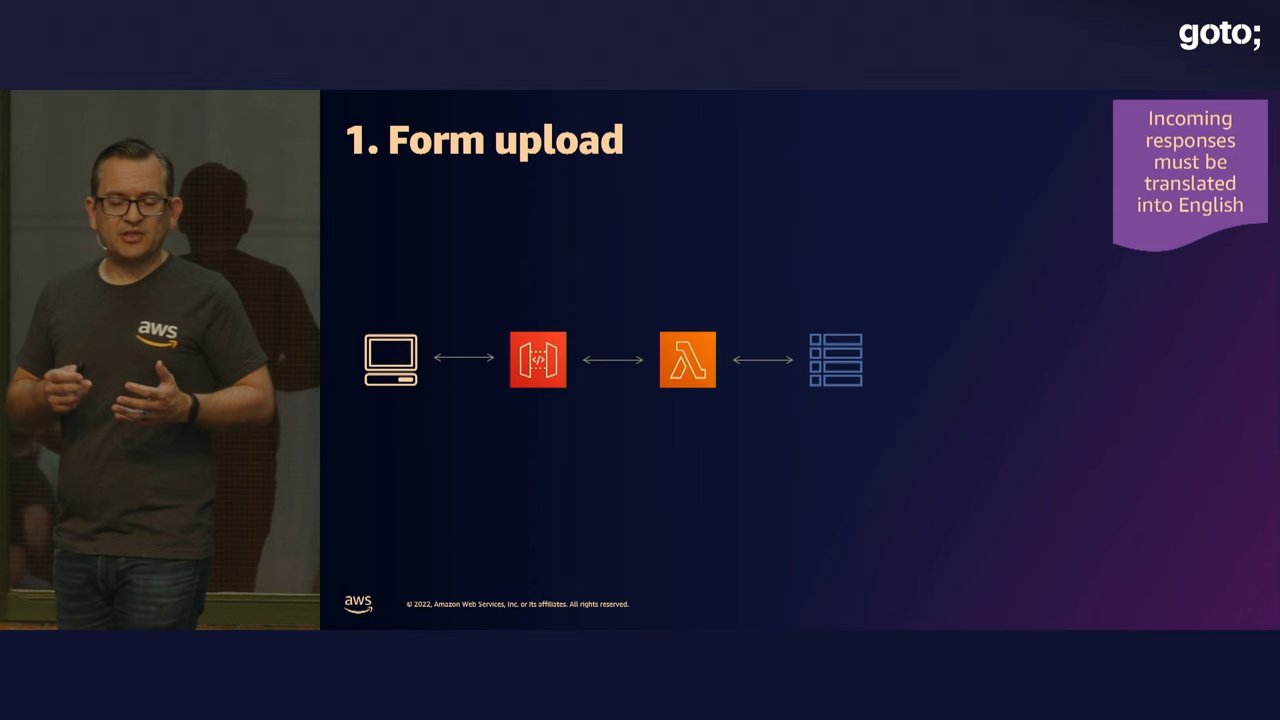 goto;
1. Form upload
Incoming
responses
must be
translated
into English
aws
</>
aws
© 2022, Amazon Web Services, Inc. or its affiliates. All rights reserved.